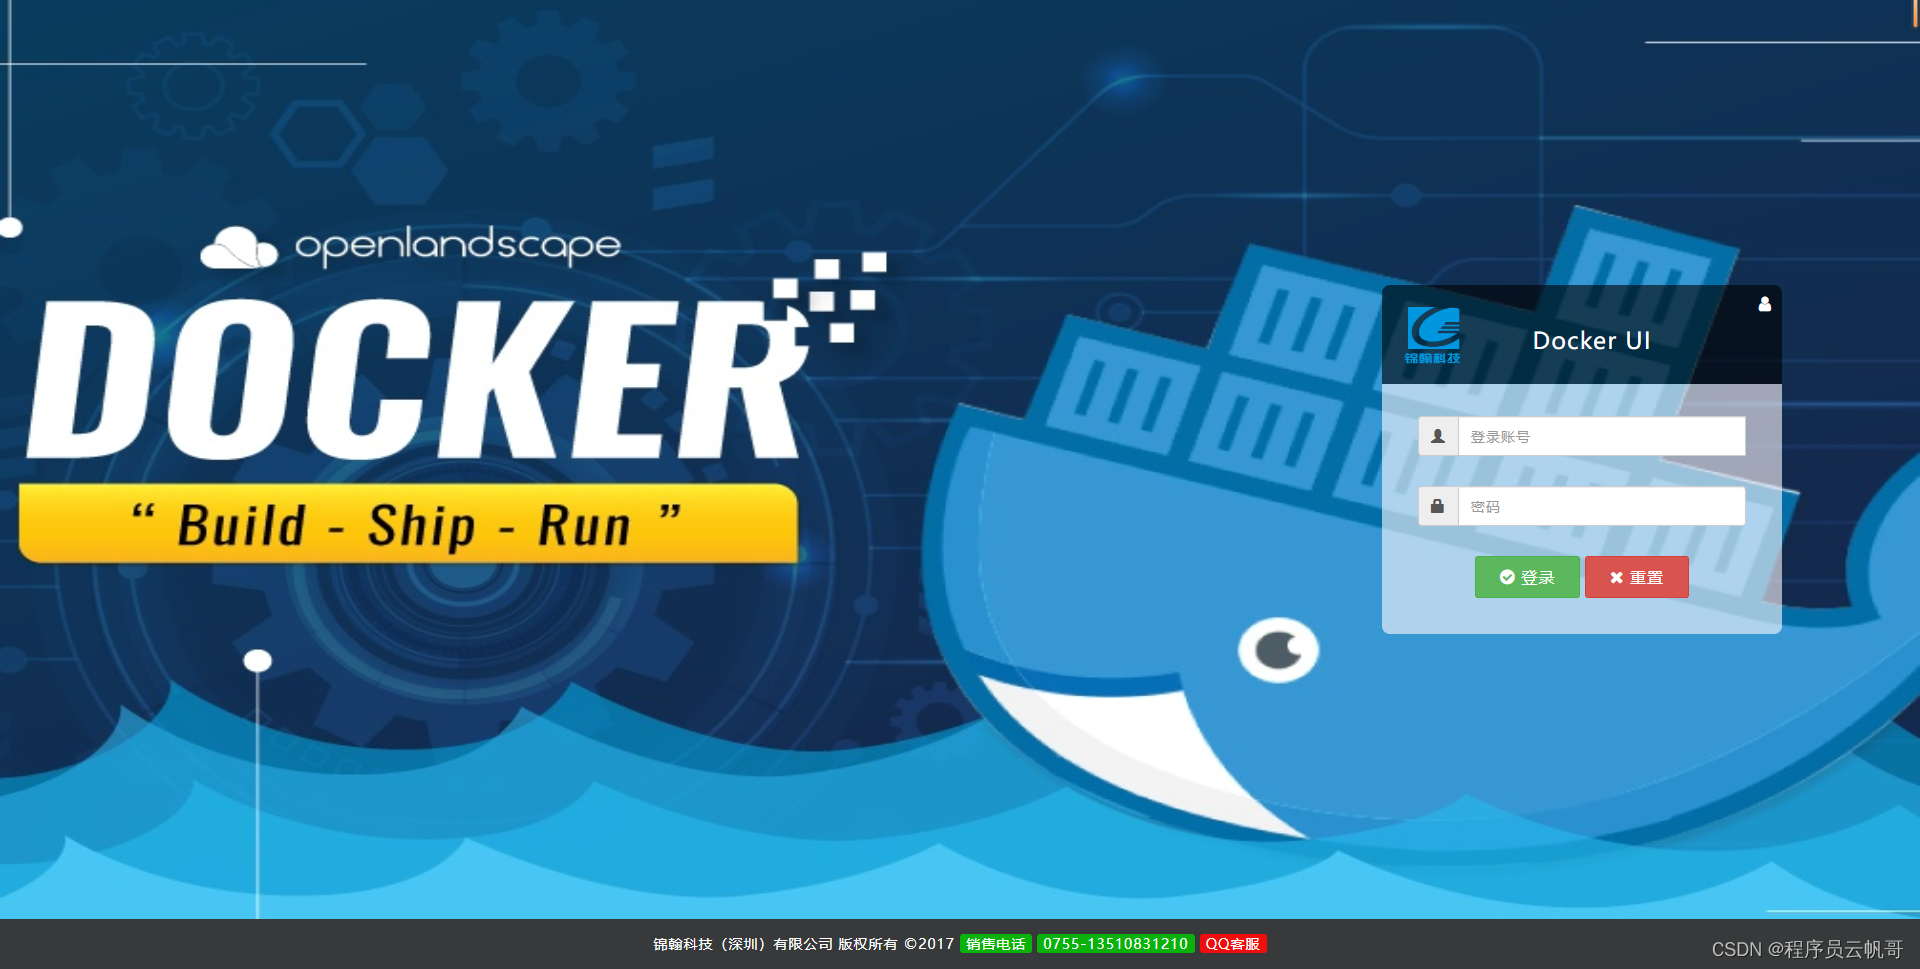 openlandscape
DOCKER
“ Build - Ship - Run ”
锦翰科技
Docker UI
登录账号
密码
登录 重置
锦翰科技（深圳）有限公司 版权所有 ©2017 销售电话 0755-13510831210 QQ客服
CSDN @程序员云帆哥